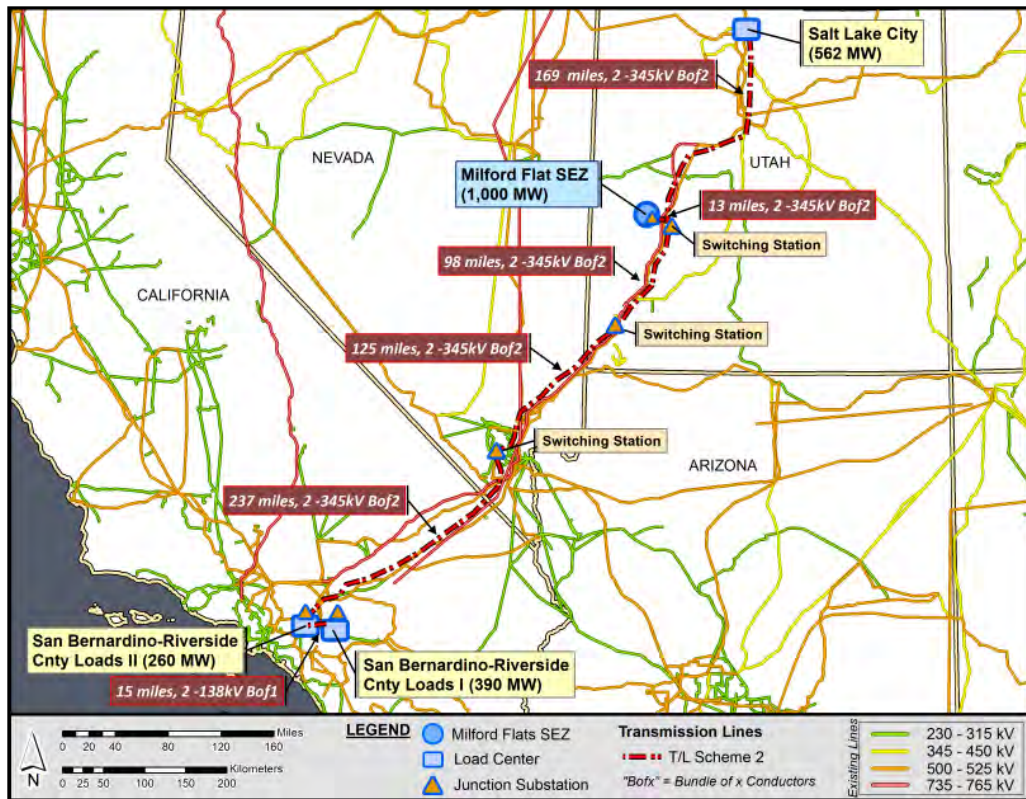 Salt Lake City
(562 MW)
169 miles, 2 -345kV Bof2
NEVADA
UTAH
Milford Flat SEZ
(1,000 MW)
13 miles, 2 -345kV Bof2
Switching Station
98 miles, 2 -345kV Bof2
CALIFORNIA
Switching Station
125 miles, 2 -345kV Bof2
Switching Station
ARIZONA
237 miles, 2 -345kV Bof2
San Bernardino-Riverside
Cnty Loads II (260 MW)
San Bernardino-Riverside
Cnty Loads I (390 MW)
15 miles, 2 -138kV Bof1
N
Miles
0 20 40 80 120 160
Kilometers
0 25 50 100 150 200
LEGEND
Milford Flats SEZ
Load Center
Junction Substation
Transmission Lines
T/L Scheme 2
"Bofx" = Bundle of x Conductors
Existing Lines
230 - 315 kV
345 - 450 kV
500 - 525 kV
735 - 765 kV